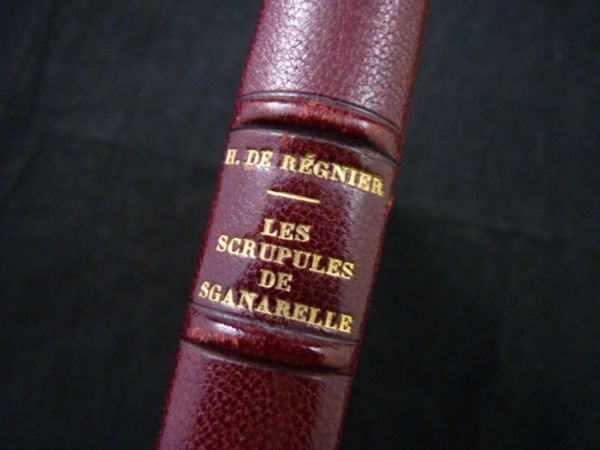 H. DE RÉGNIER
LES
SCRUPULES
DE
SGANARELLE